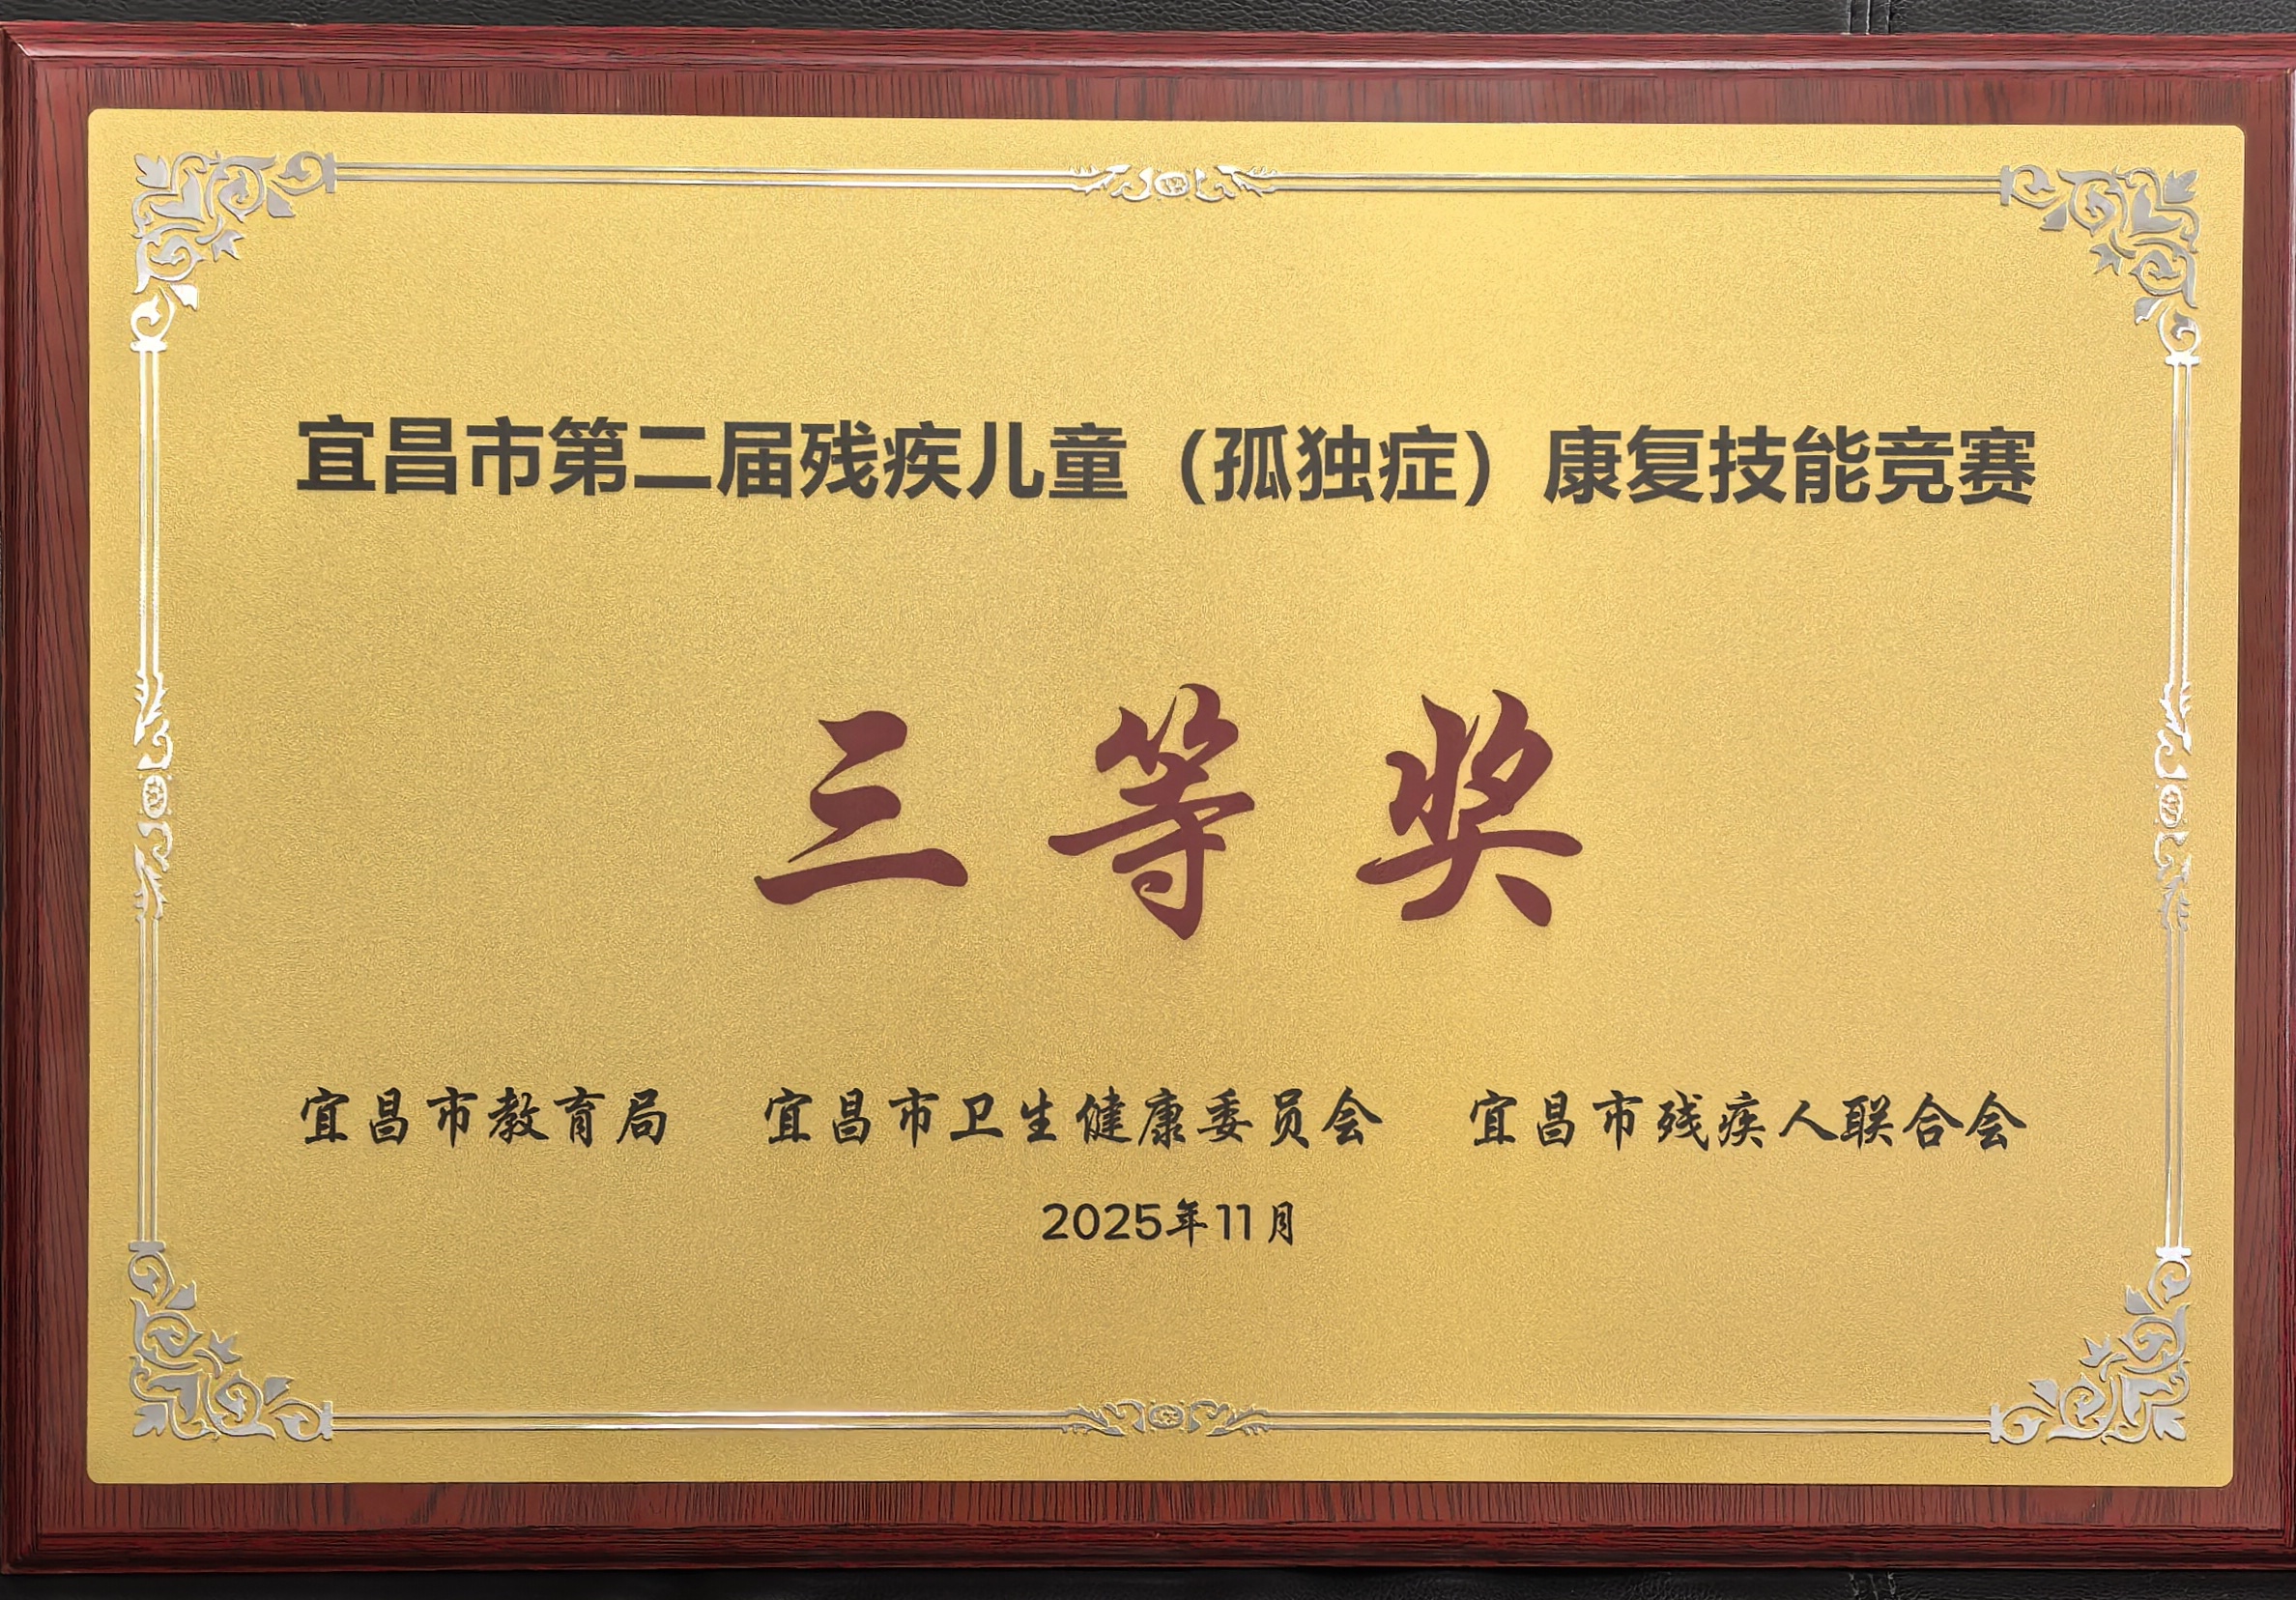 宜昌市第二届残疾儿童（孤独症）康复技能竞赛
三等奖
宜昌市教育局 宜昌市卫生健康委员会 宜昌市残疾人联合会
2025年11月